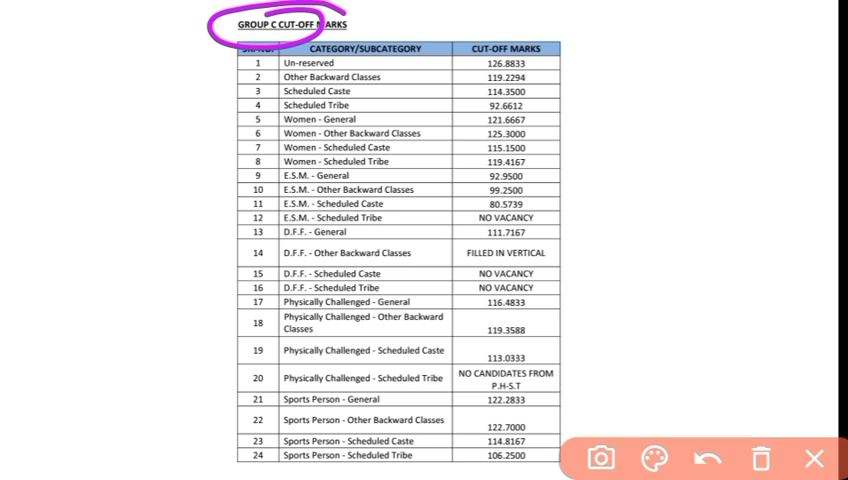 GROUP C CUT-OFF MARKS
SR. NO. CATEGORY/SUBCATEGORY CUT-OFF MARKS
1 Un-reserved 126.8833
2 Other Backward Classes 119.2294
3 Scheduled Caste 114.3500
4 Scheduled Tribe 92.6612
5 Women - General 121.6667
6 Women - Other Backward Classes 125.3000
7 Women - Scheduled Caste 115.1500
8 Women - Scheduled Tribe 119.4167
9 E.S.M. - General 92.9500
10 E.S.M. - Other Backward Classes 99.2500
11 E.S.M. - Scheduled Caste 80.5739
12 E.S.M. - Scheduled Tribe NO VACANCY
13 D.F.F. - General 111.7167
14 D.F.F. - Other Backward Classes FILLED IN VERTICAL
15 D.F.F. - Scheduled Caste NO VACANCY
16 D.F.F. - Scheduled Tribe NO VACANCY
17 Physically Challenged - General 116.4833
18 Physically Challenged - Other Backward
Classes 119.3588
19 Physically Challenged - Scheduled Caste 113.0333
20 Physically Challenged - Scheduled Tribe NO CANDIDATES FROM
P.H-S.T
21 Sports Person - General 122.2833
22 Sports Person - Other Backward Classes 122.7000
23 Sports Person - Scheduled Caste 114.8167
24 Sports Person - Scheduled Tribe 106.2500